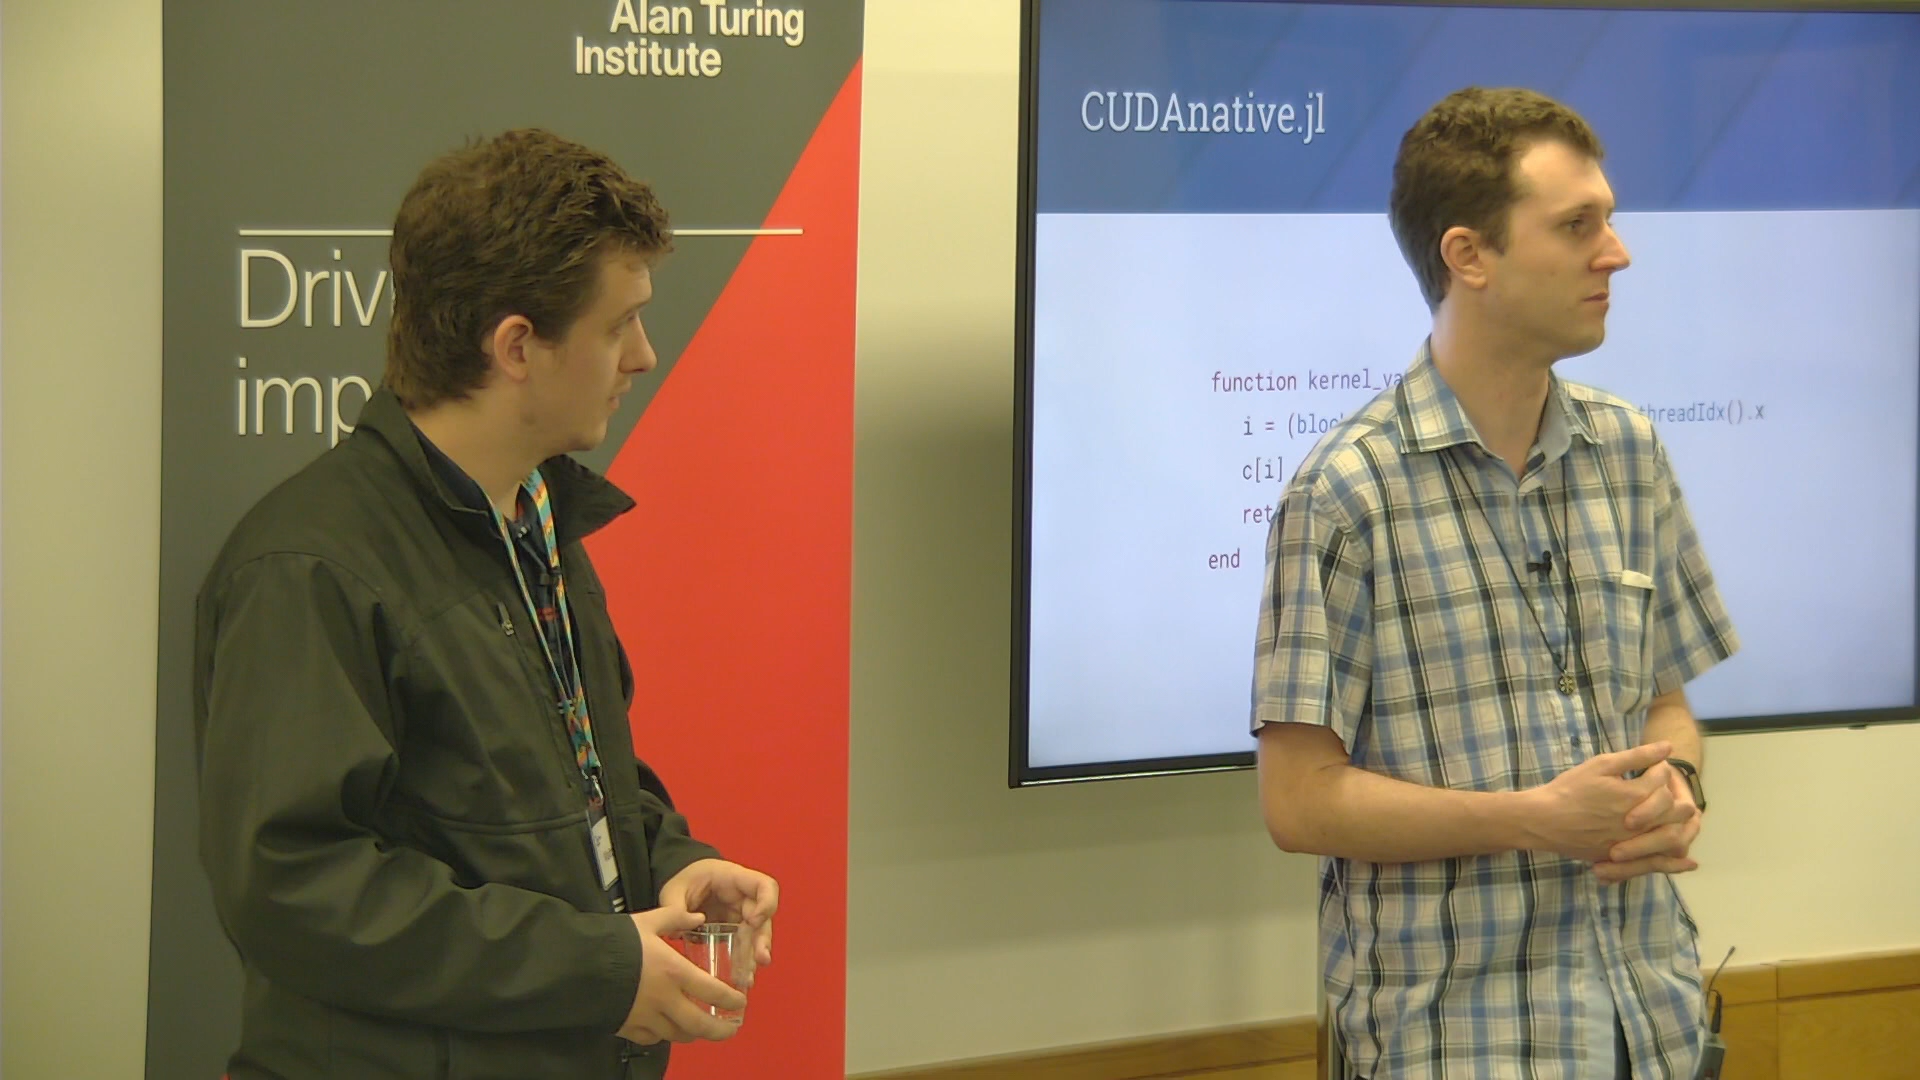 Alan Turing
Institute
Driv
imp
CUDAnative.jl
function kernel_va
i = (bloc threadIdx().x
c[i]
ret
end